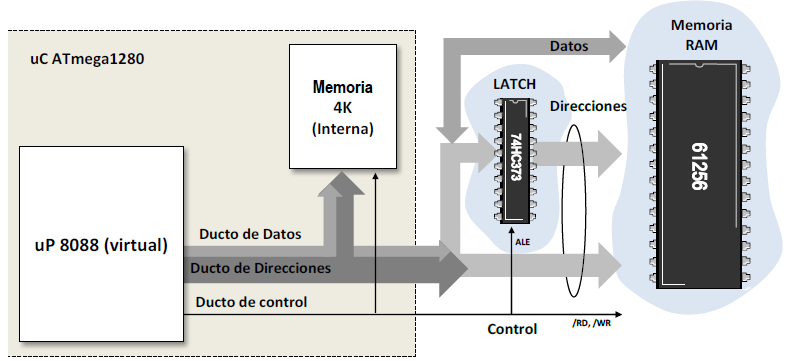 uC ATmega1280
Memoria
4K
(Interna)
uP 8088 (virtual)
Ducto de Datos
Ducto de Direcciones
Ducto de control
LATCH
74HC373
ALE
Control
Datos
Direcciones
/RD, /WR
Memoria
RAM
61256